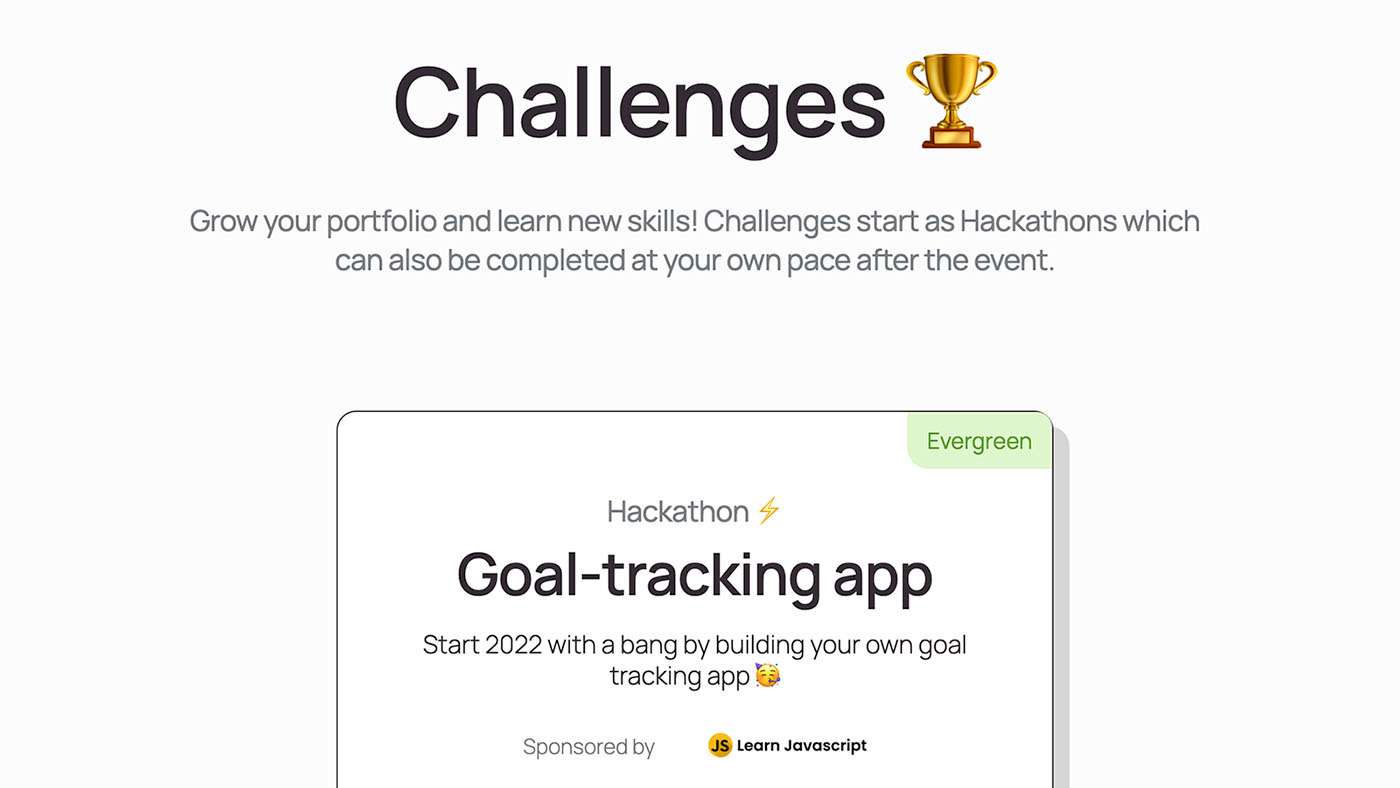 Challenges 🏆
Grow your portfolio and learn new skills! Challenges start as Hackathons which
can also be completed at your own pace after the event.
Evergreen
Hackathon ⚡
Goal-tracking app
Start 2022 with a bang by building your own goal
tracking app 🥳
Sponsored by JS Learn Javascript